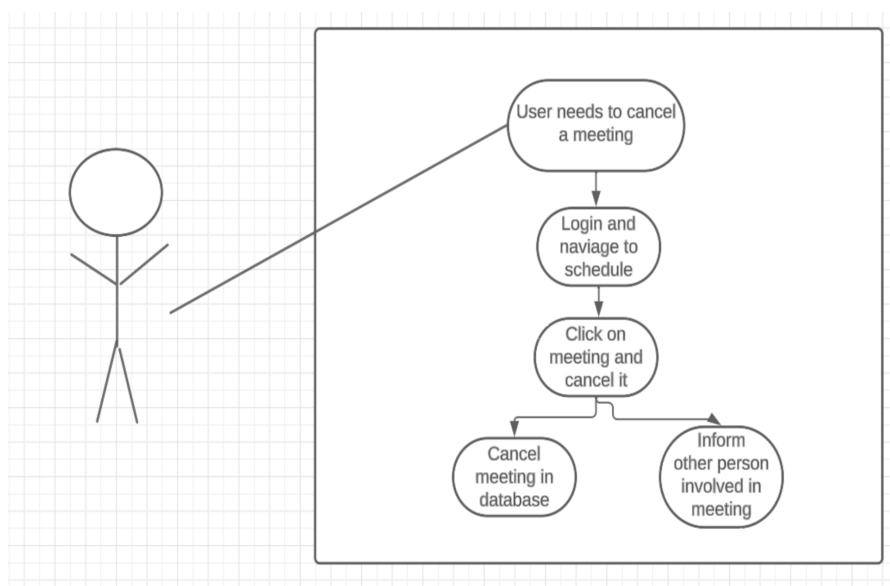 User needs to cancel
a meeting
Login and
naviage to
schedule
Click on
meeting and
cancel it
Cancel
meeting in
database
Inform
other person
involved in
meeting